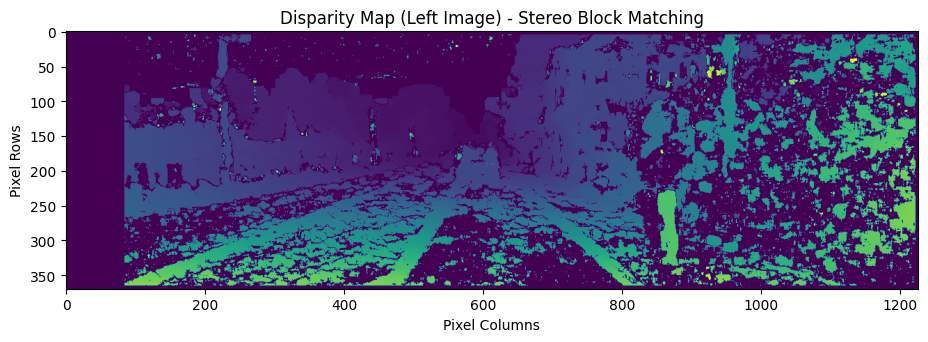 Disparity Map (Left Image) - Stereo Block Matching
0
50
100
150
200
250
300
350
Pixel Rows
0 200 400 600 800 1000 1200
Pixel Columns